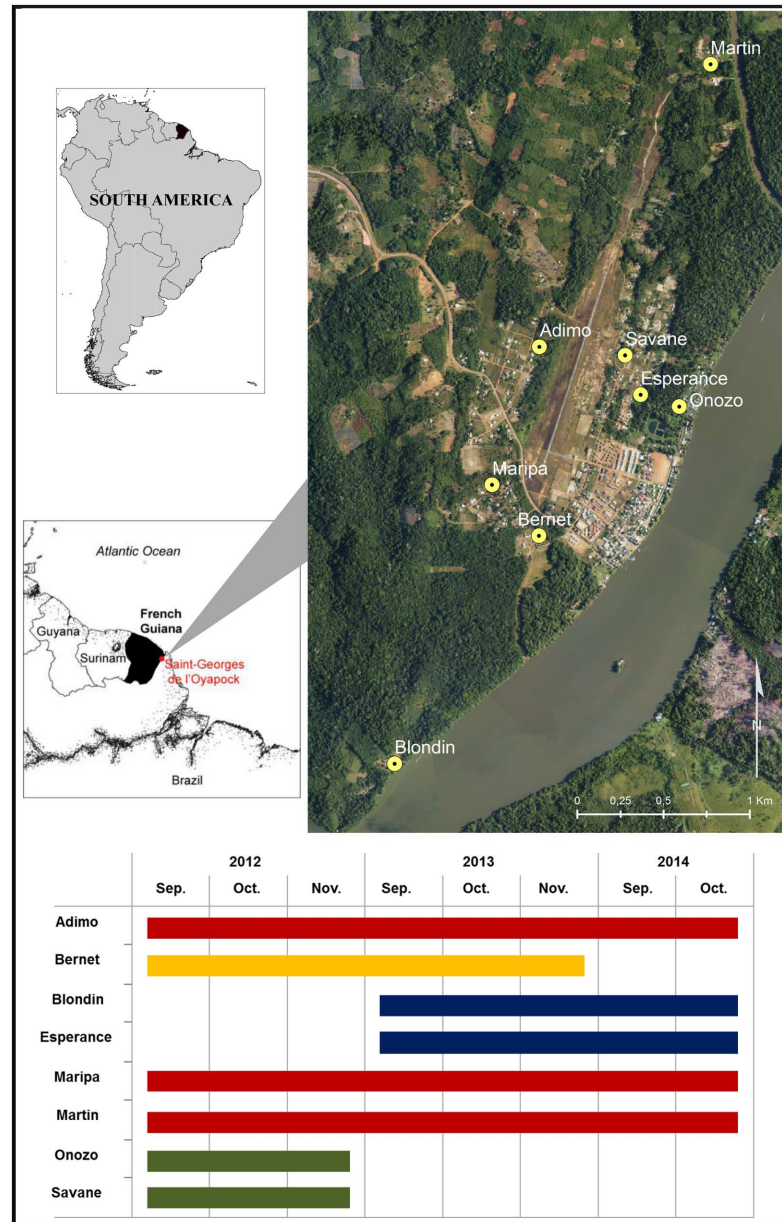 SOUTH AMERICA
Martin
Adimo
Savane
Esperance
Onozo
Maripa
Bernet
Blondin
N
0 0,25 0,5 1 Km
Atlantic Ocean
French
Guiana
Guyana
Surinam
Saint-Georges
de l'Oyapock
Brazil
2012 2013 2014
Sep. Oct. Nov. Sep. Oct. Nov. Sep. Oct.
Adimo
Bernet
Blondin
Esperance
Maripa
Martin
Onozo
Savane